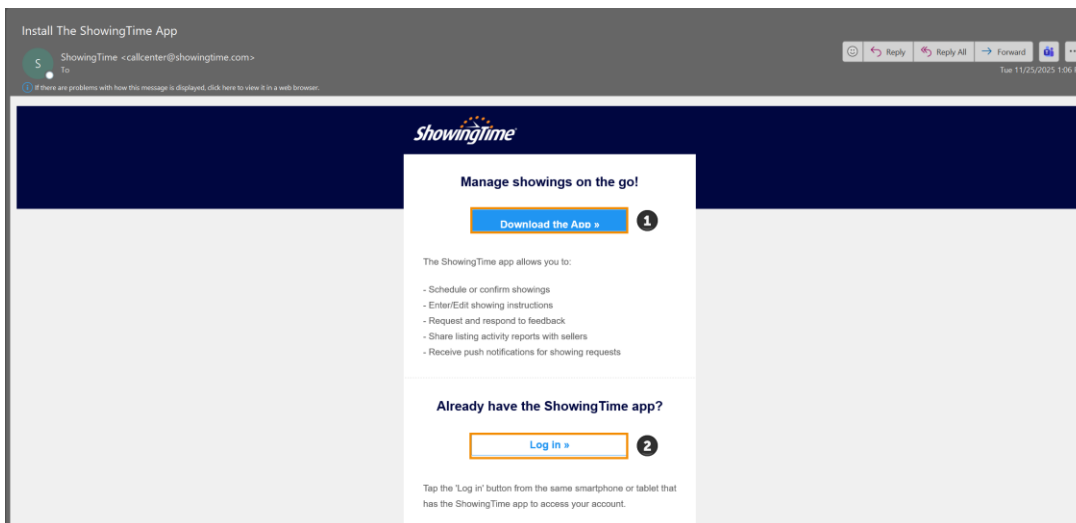 Install The ShowingTime App
S
ShowingTime <callcenter@showingtime.com>
To
Reply
Reply All
Forward
Tue 11/25/2025 1:06
If there are problems with how this message is displayed, click here to view it in a web browser.
ShowingTime
Manage showings on the go!
Download the App »
1
The ShowingTime app allows you to:
- Schedule or confirm showings
- Enter/Edit showing instructions
- Request and respond to feedback
- Share listing activity reports with sellers
- Receive push notifications for showing requests
Already have the ShowingTime app?
Log in »
2
Tap the 'Log in' button from the same smartphone or tablet that
has the ShowingTime app to access your account.